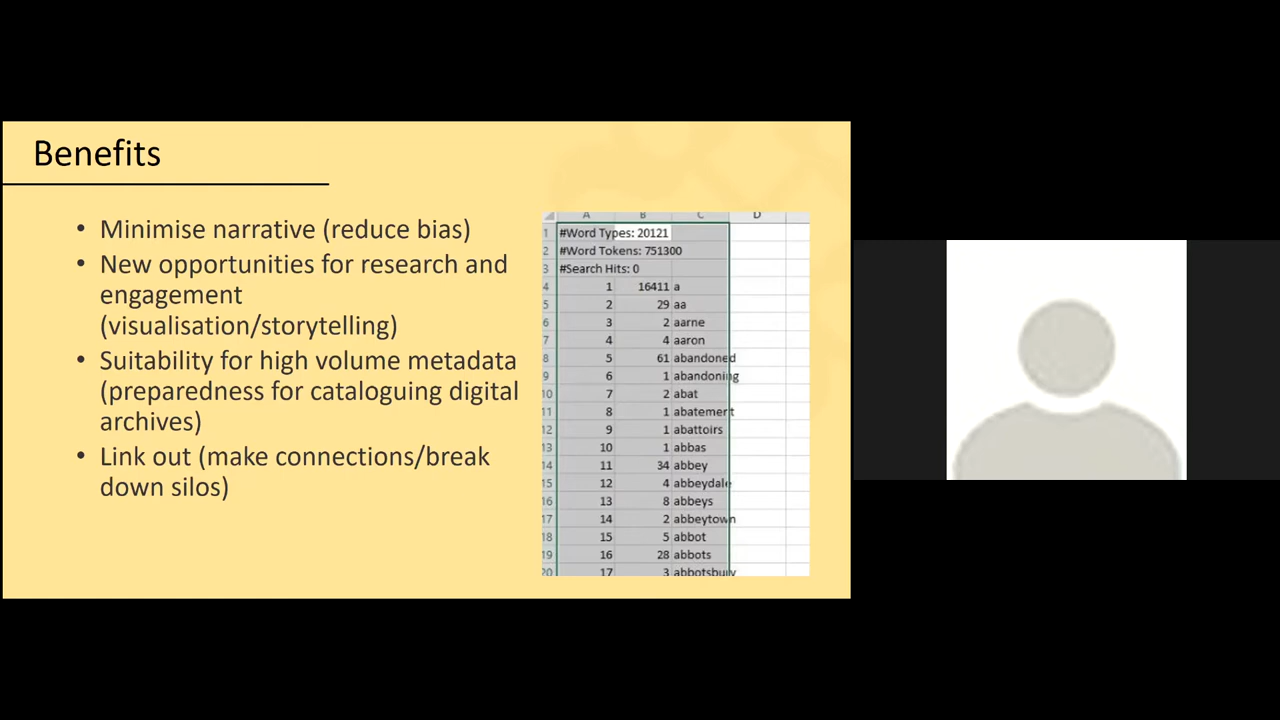 Benefits
• Minimise narrative (reduce bias)
• New opportunities for research and
engagement
(visualisation/storytelling)
• Suitability for high volume metadata
(preparedness for cataloguing digital
archives)
• Link out (make connections/break
down silos)
A B C D
1 #Word Types: 20121
2 #Word Tokens: 751300
3 #Search Hits: 0
4 1 16411 a
5 2 29 aa
6 3 2 aarne
7 4 4 aaron
8 5 61 abandoned
9 6 1 abandoning
10 7 2 abat
11 8 1 abatement
12 9 1 abattoirs
13 10 1 abbas
14 11 34 abbey
15 12 4 abbeydale
16 13 8 abbeys
17 14 2 abbeytown
18 15 5 abbot
19 16 28 abbots
20 17 3 abbotsbury